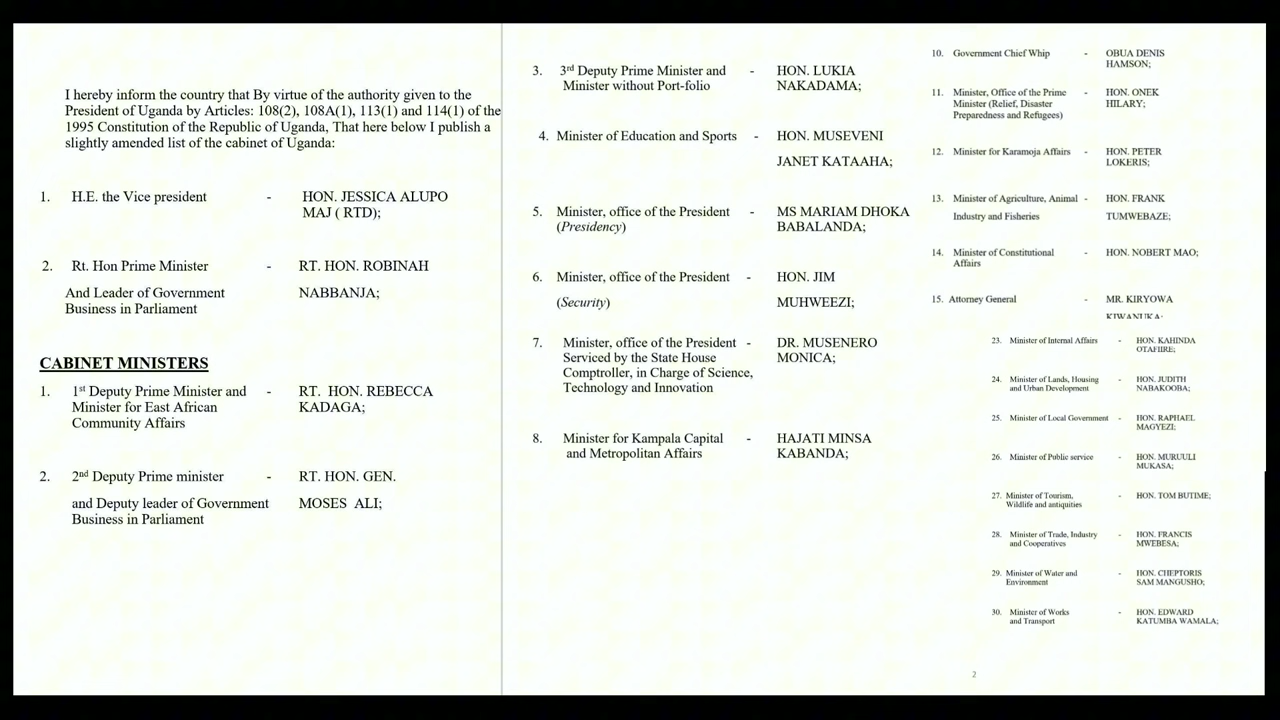 I hereby inform the country that By virtue of the authority given to the
President of Uganda by Articles: 108(2), 108A(1), 113(1) and 114(1) of the
1995 Constitution of the Republic of Uganda, That here below I publish a
slightly amended list of the cabinet of Uganda:
1. H.E. the Vice president - HON. JESSICA ALUPO
MAJ ( RTD);
2. Rt. Hon Prime Minister - RT. HON. ROBINAH
And Leader of Government NABBANJA;
Business in Parliament
CABINET MINISTERS
1. 1st Deputy Prime Minister and - RT. HON. REBECCA
Minister for East African KADAGA;
Community Affairs
2. 2nd Deputy Prime minister - RT. HON. GEN.
and Deputy leader of Government MOSES ALI;
Business in Parliament
3. 3rd Deputy Prime Minister and - HON. LUKIA
Minister without Port-folio NAKADAMA;
4. Minister of Education and Sports - HON. MUSEVENI
JANET KATAAHA;
5. Minister, office of the President - MS MARIAM DHOKA
(Presidency) BABALANDA;
6. Minister, office of the President - HON. JIM
(Security) MUHWEEZI;
7. Minister, office of the President - DR. MUSENERO
Serviced by the State House MONICA;
Comptroller, in Charge of Science,
Technology and Innovation
8. Minister for Kampala Capital - HAJATI MINSA
and Metropolitan Affairs KABANDA;
10. Government Chief Whip - OBUA DENIS
HAMSON;
11. Minister, Office of the Prime - HON. ONEK
Minister (Relief, Disaster HILARY;
Preparedness and Refugees)
12. Minister for Karamoja Affairs - HON. PETER
LOKERIS;
13. Minister of Agriculture, Animal - HON. FRANK
Industry and Fisheries TUMWEBAZE;
14. Minister of Constitutional - HON. NOBERT MAO;
Affairs
15. Attorney General - MR. KIRYOWA
KIWANUKA;
23. Minister of Internal Affairs - HON. KAHINDA
OTAFIIRE;
24. Minister of Lands, Housing - HON. JUDITH
and Urban Development NABAKOOBA;
25. Minister of Local Government - HON. RAPHAEL
MAGYEZI;
26. Minister of Public service - HON. MURUULI
MUKASA;
27. Minister of Tourism, - HON. TOM BUTIME;
Wildlife and antiquities
28. Minister of Trade, Industry - HON. FRANCIS
and Cooperatives MWEBESA;
29. Minister of Water and - HON. CHEPTORIS
Environment SAM MANGUSHO;
30. Minister of Works - HON. EDWARD
and Transport KATUMBA WAMALA;
2